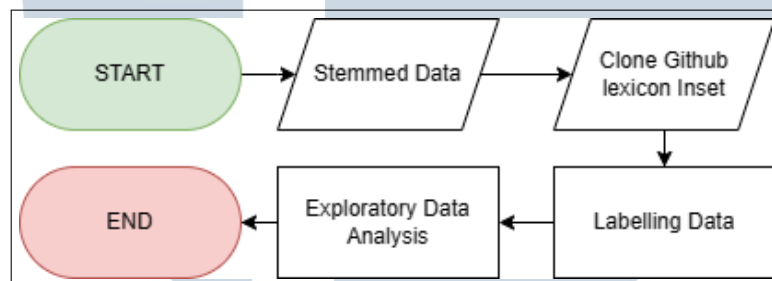 START
Stemmed Data
Clone Github
lexicon Inset
END
Exploratory Data
Analysis
Labelling Data